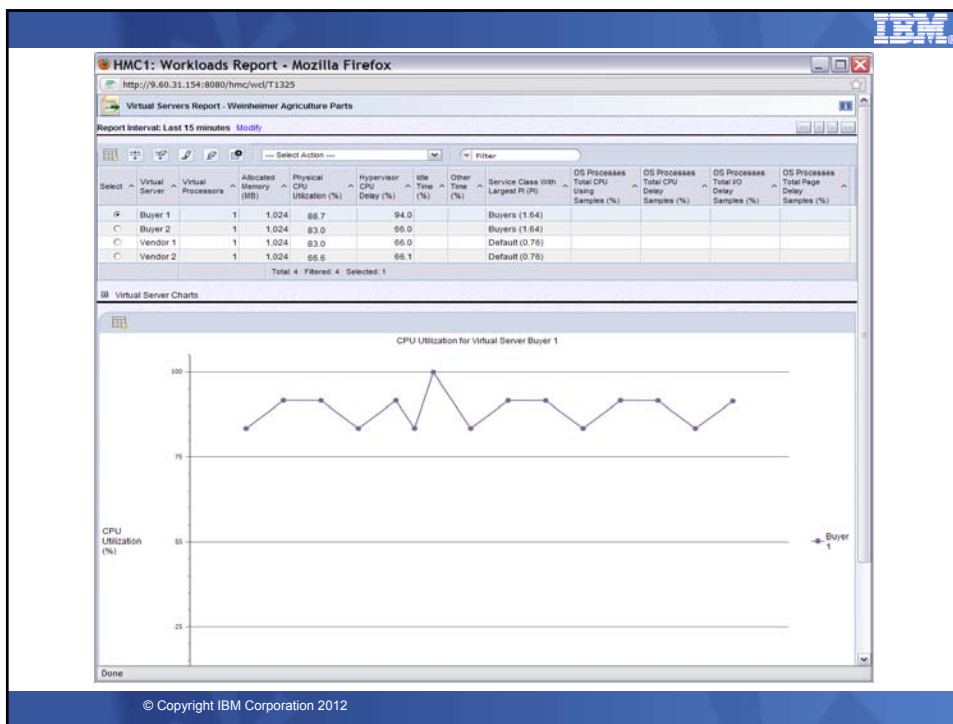 IBM®
HMC1: Workloads Report - Mozilla Firefox
http://9.60.31.154:8080/hmc/wcl/T1325
Virtual Servers Report - Weinheimer Agriculture Parts
Report Interval: Last 15 minutes Modify
--- Select Action --- Filter
Select Virtual Server Virtual Processors Allocated Memory (MB) Physical CPU Utilization (%) Hypervisor CPU Delay (%) Idle Time (%) Other Time (%) Service Class With Largest PI (PI) OS Processes Total CPU Using Samples (%) OS Processes Total CPU Delay Samples (%) OS Processes Total I/O Delay Samples (%) OS Processes Total Page Delay Samples (%)
Buyer 1 1 1,024 88.7 94.0 Buyers (1.64)
Buyer 2 1 1,024 83.0 66.0 Buyers (1.64)
Vendor 1 1 1,024 83.0 66.0 Default (0.76)
Vendor 2 1 1,024 66.6 66.1 Default (0.76)
Total: 4 Filtered: 4 Selected: 1
Virtual Server Charts
CPU Utilization for Virtual Server Buyer 1
100
75
CPU Utilization (%)
50
Buyer 1
25
Done
© Copyright IBM Corporation 2012